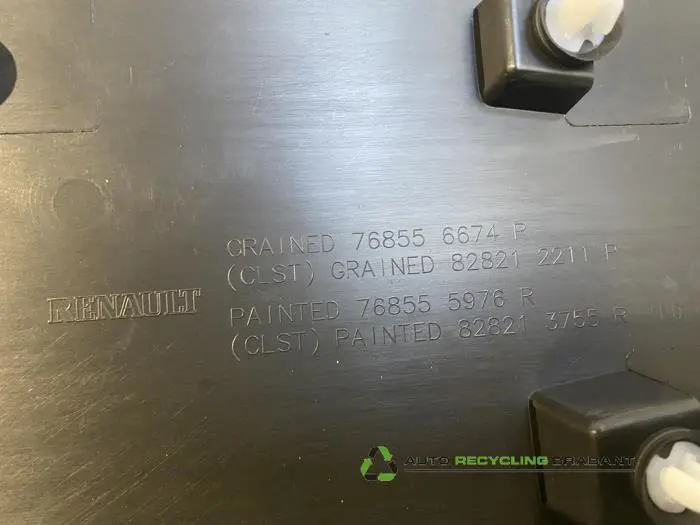 GRAINED 76855 6674 R
(CLST) GRAINED 82821 2211 R
RENAULT
PAINTED 76855 5976 R
(CLST) PAINTED 82821 3755 R
AUTO RECYCLING BRABANT